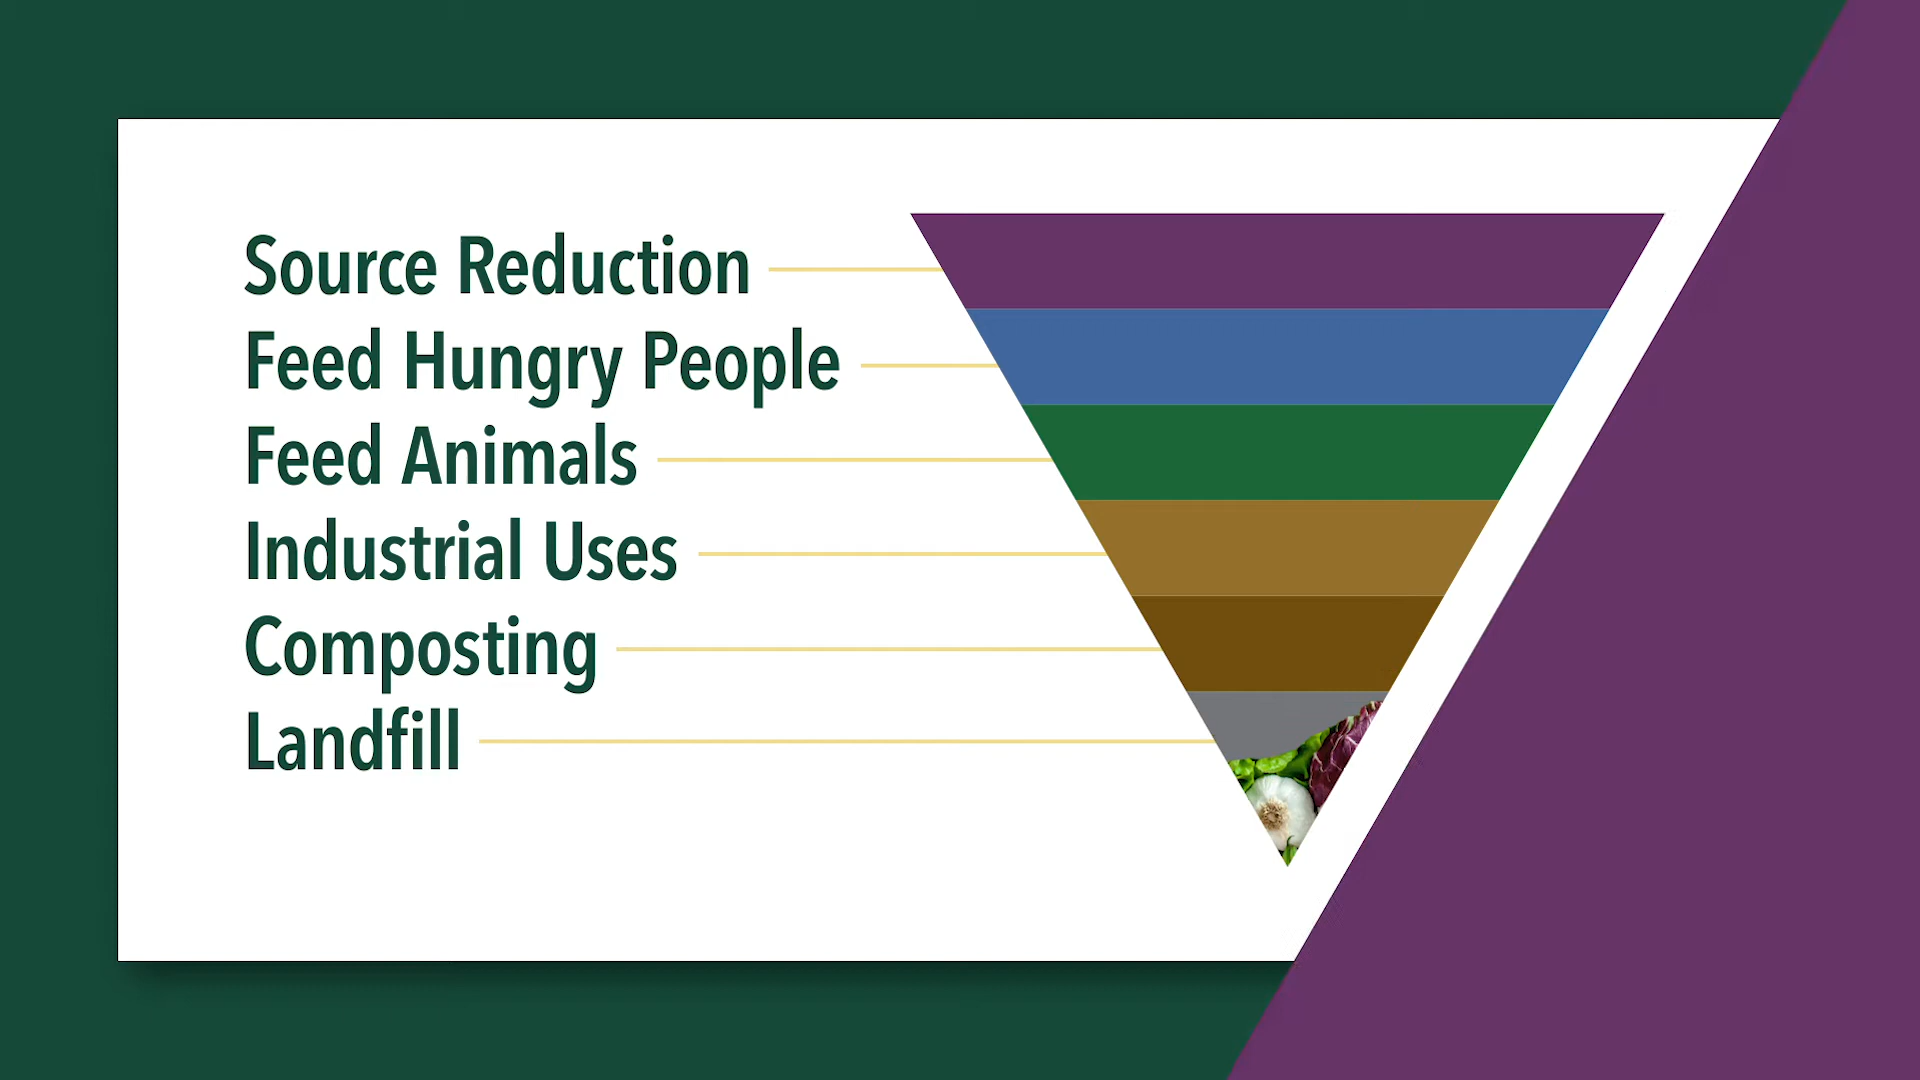 Source Reduction
Feed Hungry People
Feed Animals
Industrial Uses
Composting
Landfill